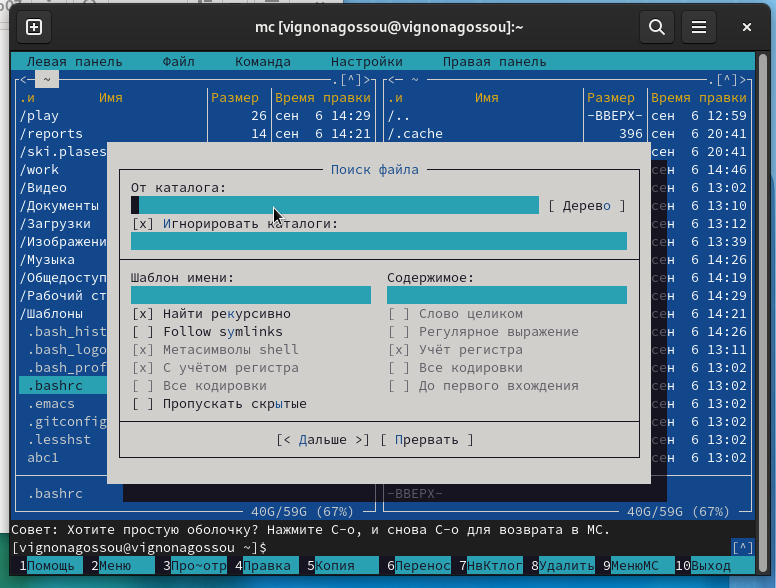 mc [vignonagossou@vignonagossou]:~
Левая панель Файл Команда Настройки Правая панель
<─ ~ .[^]> <─ ~ .[^]>
.и Имя Размер Время правки .и Имя Размер Время правки
/play 26 сен 6 14:29 /.. -ВВЕРХ- сен 6 12:59
/reports 14 сен 6 14:21 /.cache 396 сен 6 20:41
/ski.plases сен 6 20:41
/work Поиск файла сен 6 14:46
/Видео От каталога: сен 6 13:02
/Документы [ Дерево ] сен 6 13:10
/Загрузки [x] Игнорировать каталоги: сен 6 13:12
/Изображени сен 6 13:39
/Музыка сен 6 14:26
/Общедоступ Шаблон имени: Содержимое: сен 6 14:19
/Рабочий ст сен 6 14:29
/Шаблоны [x] Найти рекурсивно [ ] Слово целиком сен 6 14:21
.bash_hist [ ] Follow symlinks [ ] Регулярное выражение сен 6 14:26
.bash_logo [x] Метасимволы shell [x] Учёт регистра сен 6 13:11
.bash_prof [x] С учётом регистра [ ] Все кодировки сен 6 13:02
.bashrc [ ] Все кодировки [ ] До первого вхождения сен 6 13:02
.emacs [ ] Пропускать скрытые сен 6 13:02
.gitconfig сен 6 13:02
.lesshst [< Дальше >] [ Прервать ] сен 6 13:02
abc1 сен 6 13:02
.bashrc -ВВЕРХ-
40G/59G (67%) 40G/59G (67%)
Совет: Хотите простую оболочку? Нажмите C-o, и снова C-o для возврата в MC.
[vignonagossou@vignonagossou ~]$ [^]
1Помощь 2Меню 3Про~отр 4Правка 5Копия 6Перенос 7НвКтлог 8Удалить 9МенюMC 10Выход